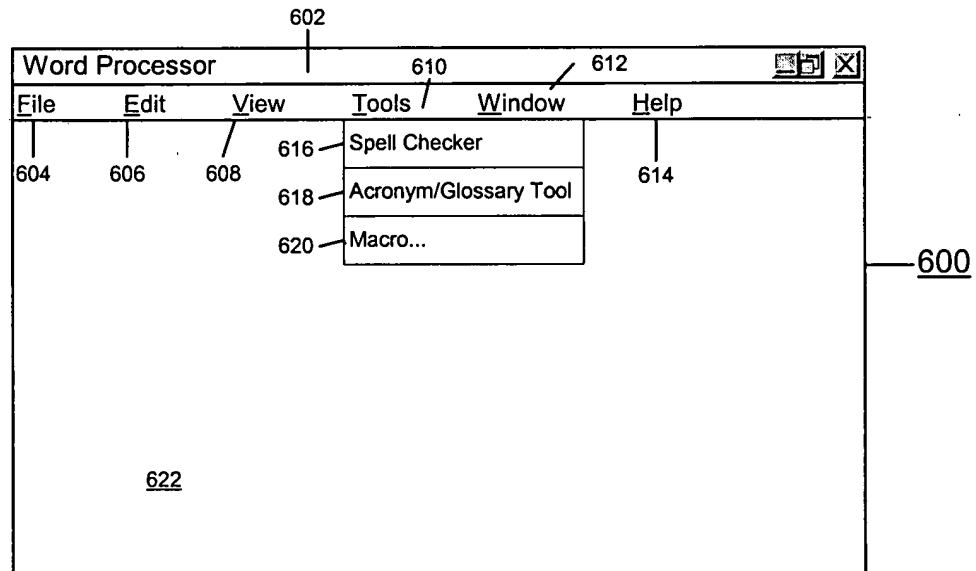 602
Word Processor
610
612
File Edit View Tools Window Help
604 606 608 616 Spell Checker 614
618 Acronym/Glossary Tool
620 Macro...
600
622